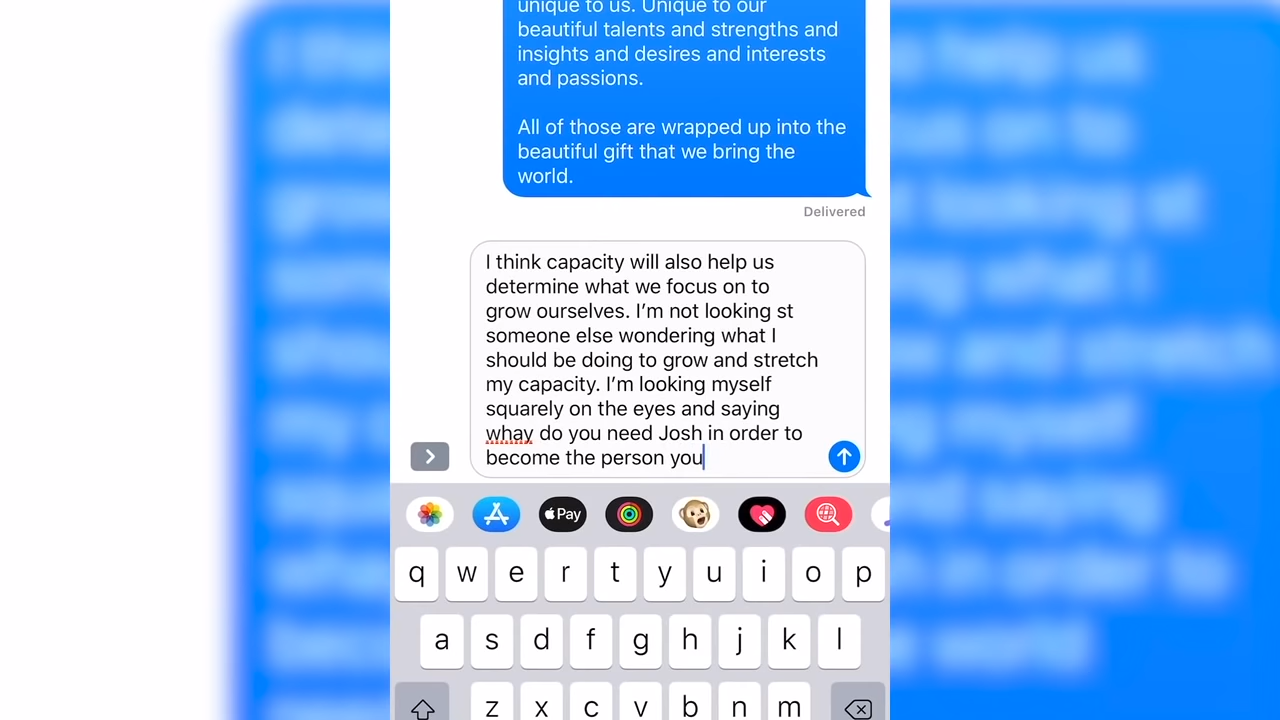 unique to us. Unique to our
beautiful talents and strengths and
insights and desires and interests
and passions.
All of those are wrapped up into the
beautiful gift that we bring the
world.
Delivered
I think capacity will also help us
determine what we focus on to
grow ourselves. I'm not looking st
someone else wondering what I
should be doing to grow and stretch
my capacity. I'm looking myself
squarely on the eyes and saying
whay do you need Josh in order to
become the person you
Pay
q w e r t y u i o p
a s d f g h j k l
z x c v b n m